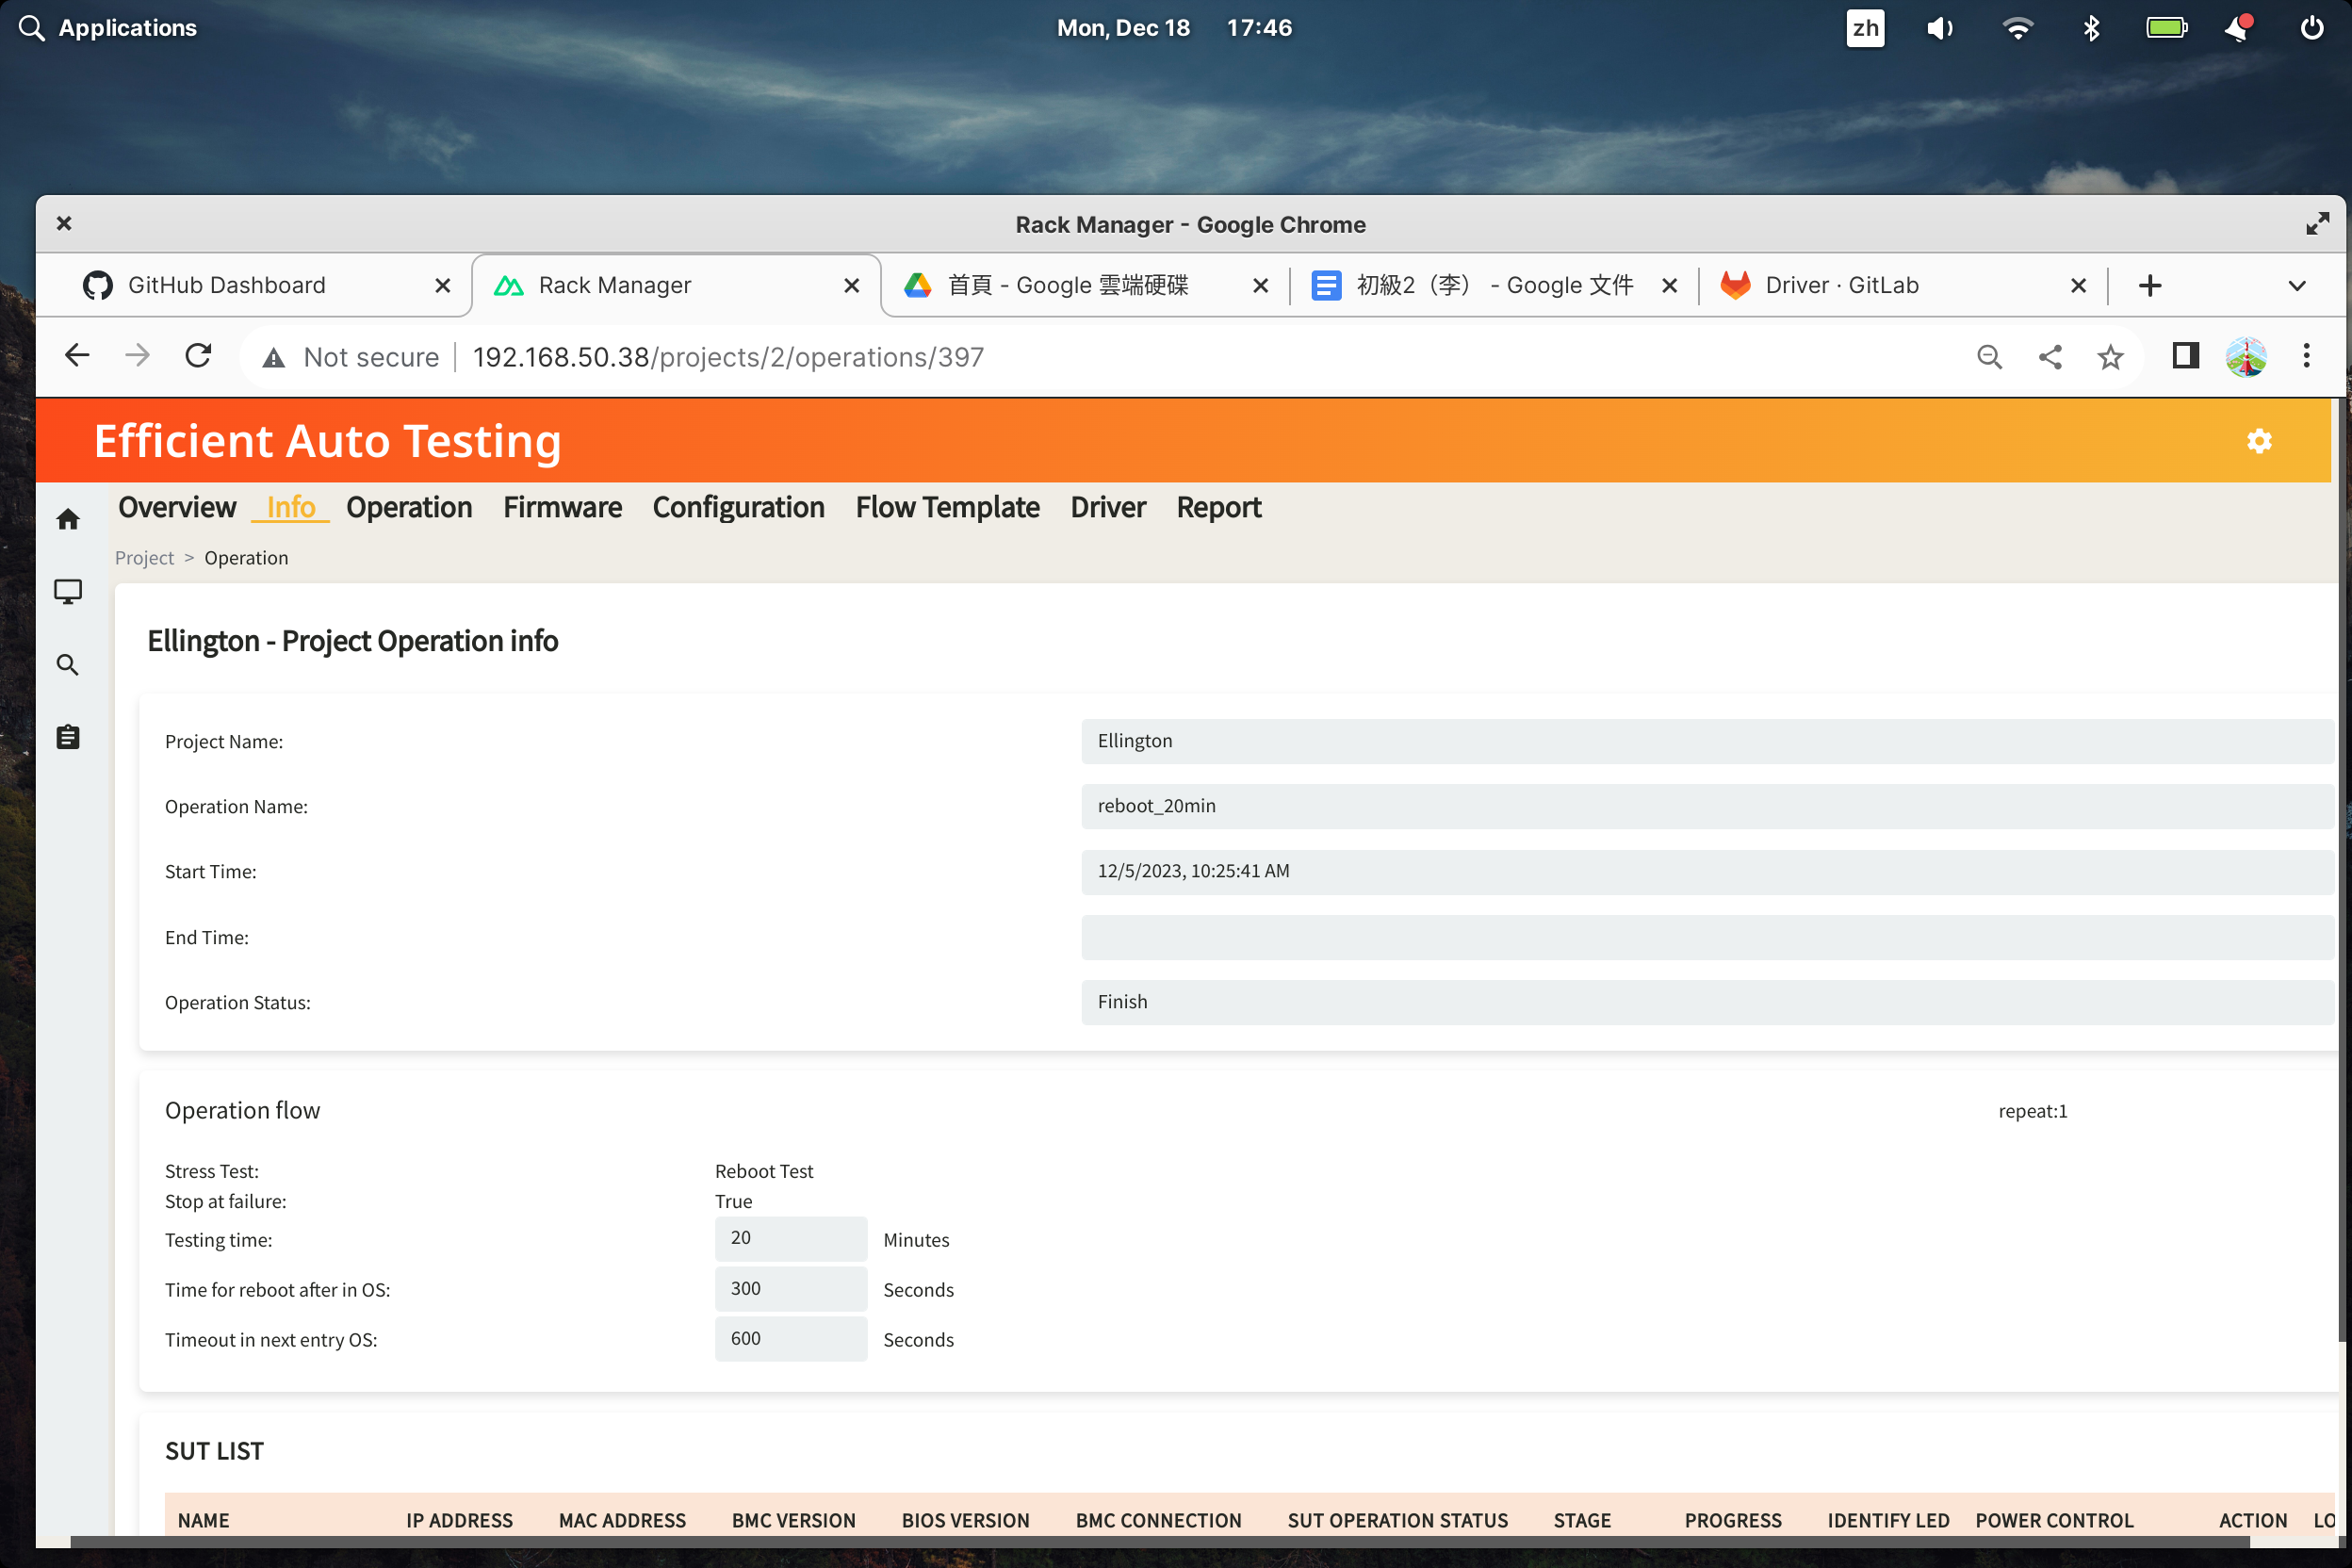 Applications
Mon, Dec 18 17:46
zh
Rack Manager - Google Chrome
GitHub Dashboard
Rack Manager
首頁 - Google 雲端硬碟
初級2（李） - Google 文件
Driver · GitLab
Not secure
192.168.50.38/projects/2/operations/397
Efficient Auto Testing
Overview Info Operation Firmware Configuration Flow Template Driver Report
Project > Operation
Ellington - Project Operation info
Project Name: Ellington
Operation Name: reboot_20min
Start Time: 12/5/2023, 10:25:41 AM
End Time:
Operation Status: Finish
Operation flow repeat:1
Stress Test: Reboot Test
Stop at failure: True
Testing time: 20 Minutes
Time for reboot after in OS: 300 Seconds
Timeout in next entry OS: 600 Seconds
SUT LIST
NAME IP ADDRESS MAC ADDRESS BMC VERSION BIOS VERSION BMC CONNECTION SUT OPERATION STATUS STAGE PROGRESS IDENTIFY LED POWER CONTROL ACTION LO